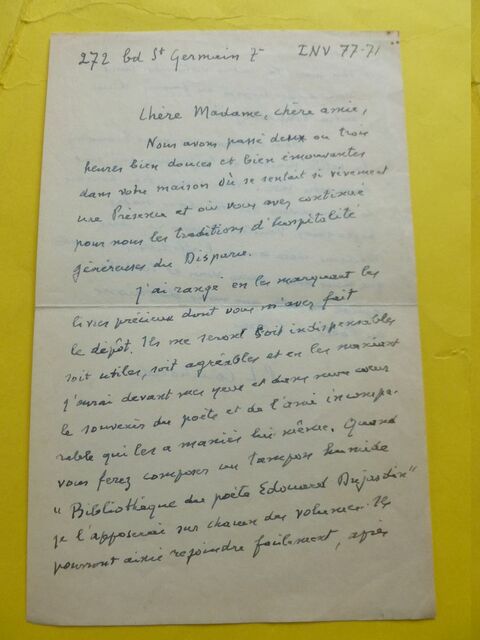 272 bd St Germain 7e
INV 77-71
Chère Madame, chère amie,
Nous avons passé deux ou trois
heures bien douces et bien émouvantes
dans votre maison où se sentait si vivement
une Présence et où vous avez continué
pour nous les traditions d'hospitalité
généreuses du Disparu.
J'ai rangé en les marquant les
livres précieux dont vous m'avez fait
le dépôt. Ils me seront soit indispensables
soit utiles, soit agréables et en les maniant
j'aurai devant mes yeux et dans mon cœur
le souvenir du poète et de l'ami incompa-
rable qui les a maniés lui même. Quand
vous ferez composer un tampon humide
"Bibliothèque du poète Edouard Dujardin"
je l'apposerai sur chacun des volumes. Ils
pourront ainsi rejoindre facilement, après